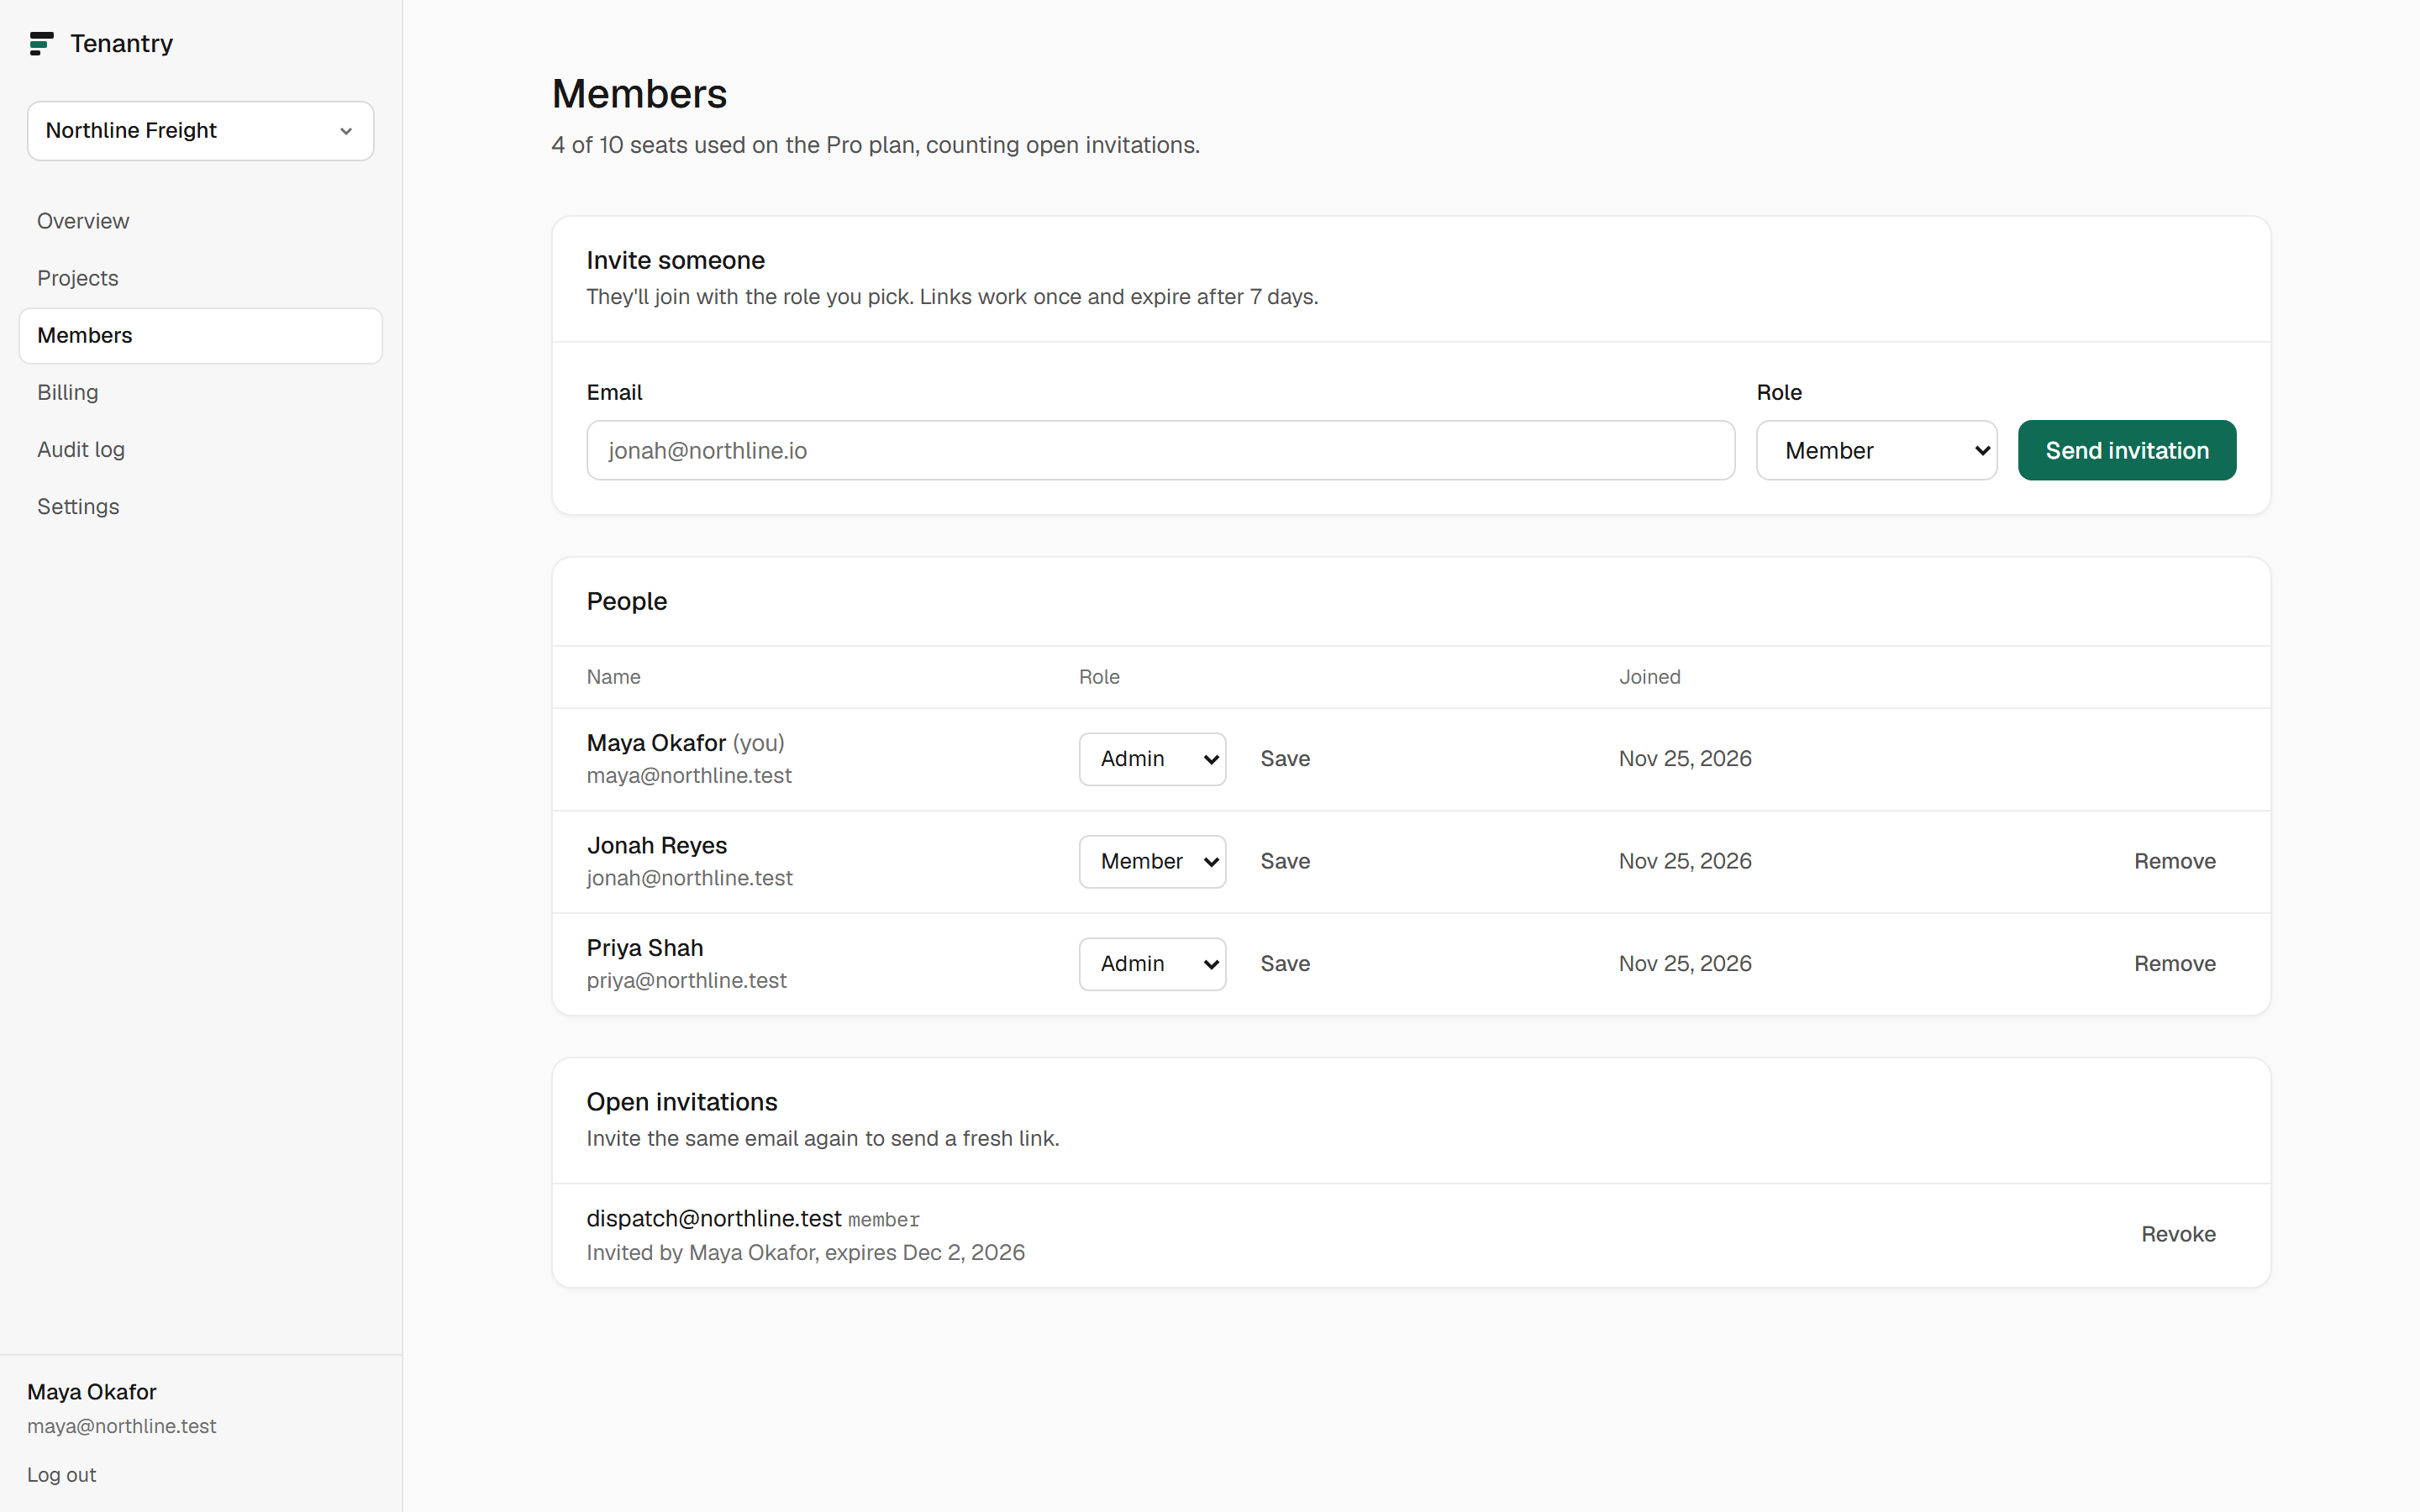 Tenantry
Northline Freight
Overview
Projects
Members
Billing
Audit log
Settings
Maya Okafor
maya@northline.test
Log out
Members
4 of 10 seats used on the Pro plan, counting open invitations.
Invite someone
They'll join with the role you pick. Links work once and expire after 7 days.
Email Role
jonah@northline.io Member Send invitation
People
Name Role Joined
Maya Okafor (you)
maya@northline.test
Admin Save Nov 25, 2026
Jonah Reyes
jonah@northline.test
Member Save Nov 25, 2026 Remove
Priya Shah
priya@northline.test
Admin Save Nov 25, 2026 Remove
Open invitations
Invite the same email again to send a fresh link.
dispatch@northline.test member
Invited by Maya Okafor, expires Dec 2, 2026
Revoke